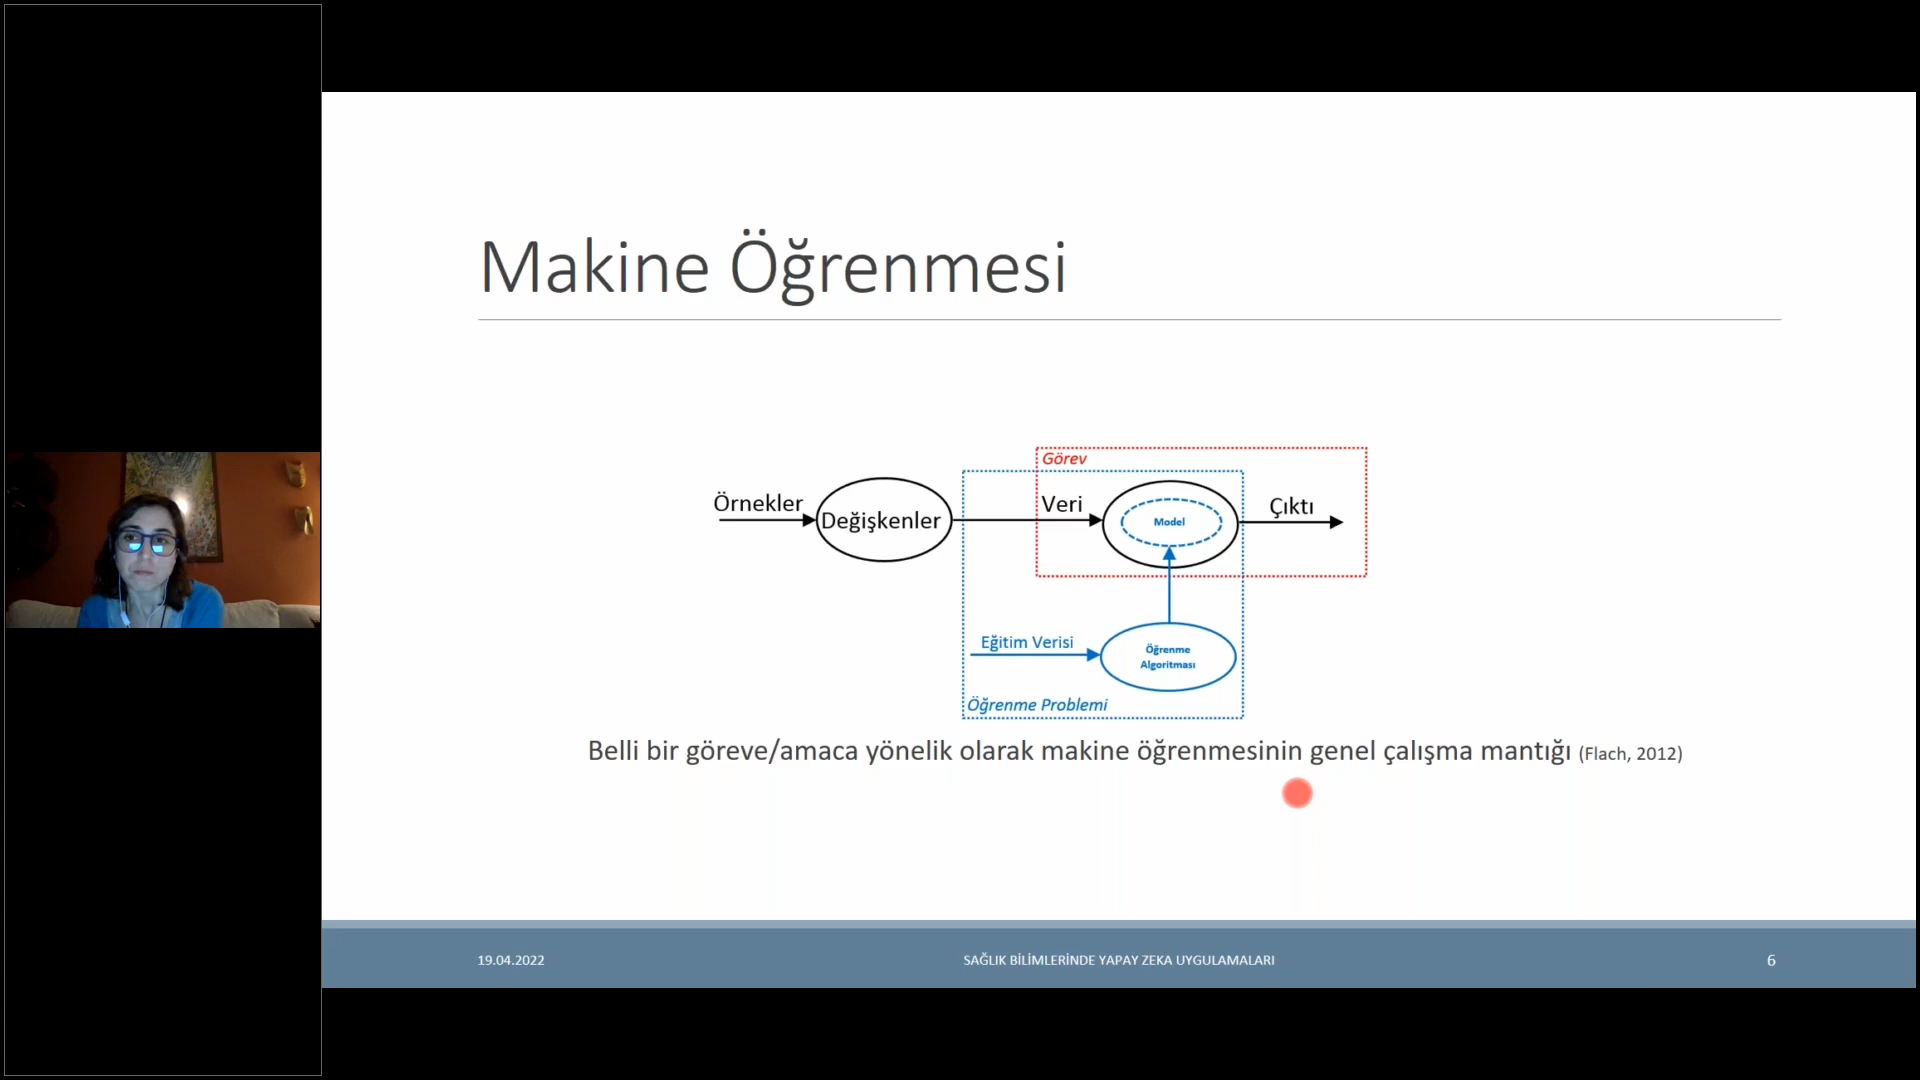 Makine Öğrenmesi
Görev
Örnekler
Değişkenler
Veri
Model
Çıktı
Eğitim Verisi
Öğrenme
Algoritması
Öğrenme Problemi
Belli bir göreve/amaca yönelik olarak makine öğrenmesinin genel çalışma mantığı (Flach, 2012)
19.04.2022
SAĞLIK BİLİMLERİNDE YAPAY ZEKA UYGULAMALARI
6